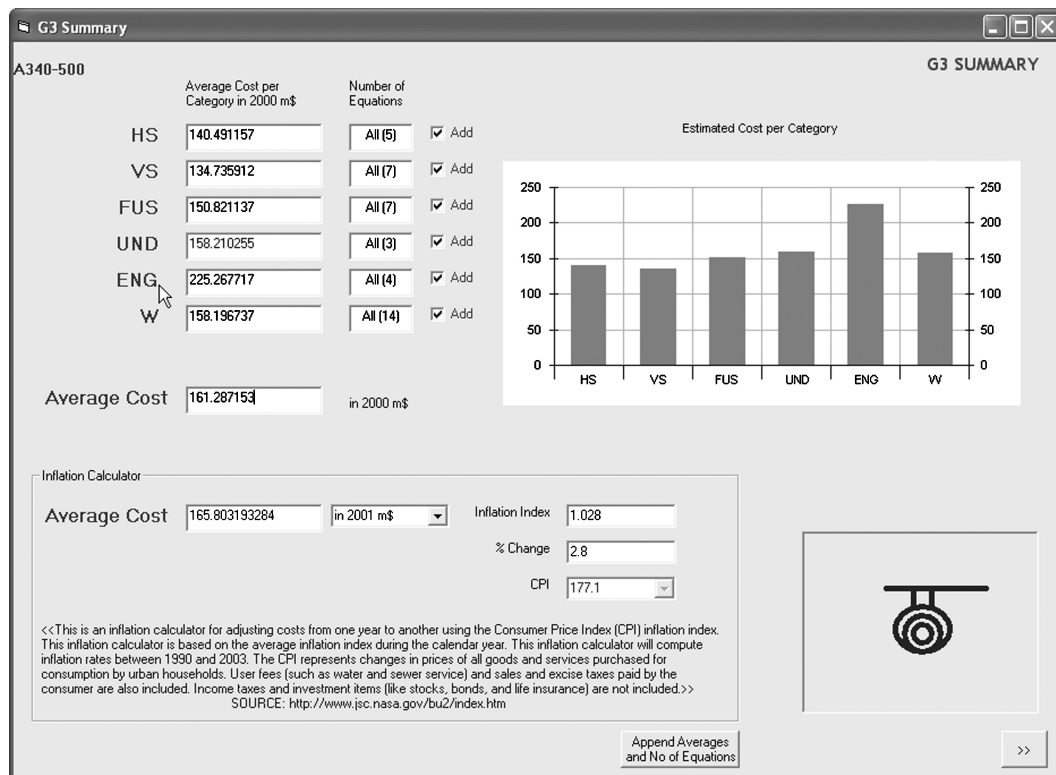 G3 Summary
A340-500
G3 SUMMARY
Average Cost per
Category in 2000 m$
Number of
Equations
HS 140.491157 All (5) Add
VS 134.735912 All (7) Add
FUS 150.821137 All (7) Add
UND 158.210255 All (3) Add
ENG 225.267717 All (4) Add
W 158.196737 All (14) Add
Average Cost 161.287153 in 2000 m$
Estimated Cost per Category
250 250
200 200
150 150
100 100
50 50
0 0
HS VS FUS UND ENG W
Inflation Calculator
Average Cost 165.803193284 in 2001 m$ Inflation Index 1.028
% Change 2.8
CPI 177.1
<<This is an inflation calculator for adjusting costs from one year to another using the Consumer Price Index (CPI) inflation index.
This inflation calculator is based on the average inflation index during the calendar year. This inflation calculator will compute
inflation rates between 1990 and 2003. The CPI represents changes in prices of all goods and services purchased for
consumption by urban households. User fees (such as water and sewer service) and sales and excise taxes paid by the
consumer are also included. Income taxes and investment items (like stocks, bonds, and life insurance) are not included.>>
SOURCE: http://www.jsc.nasa.gov/bu2/index.htm
Append Averages
and No of Equations
>>